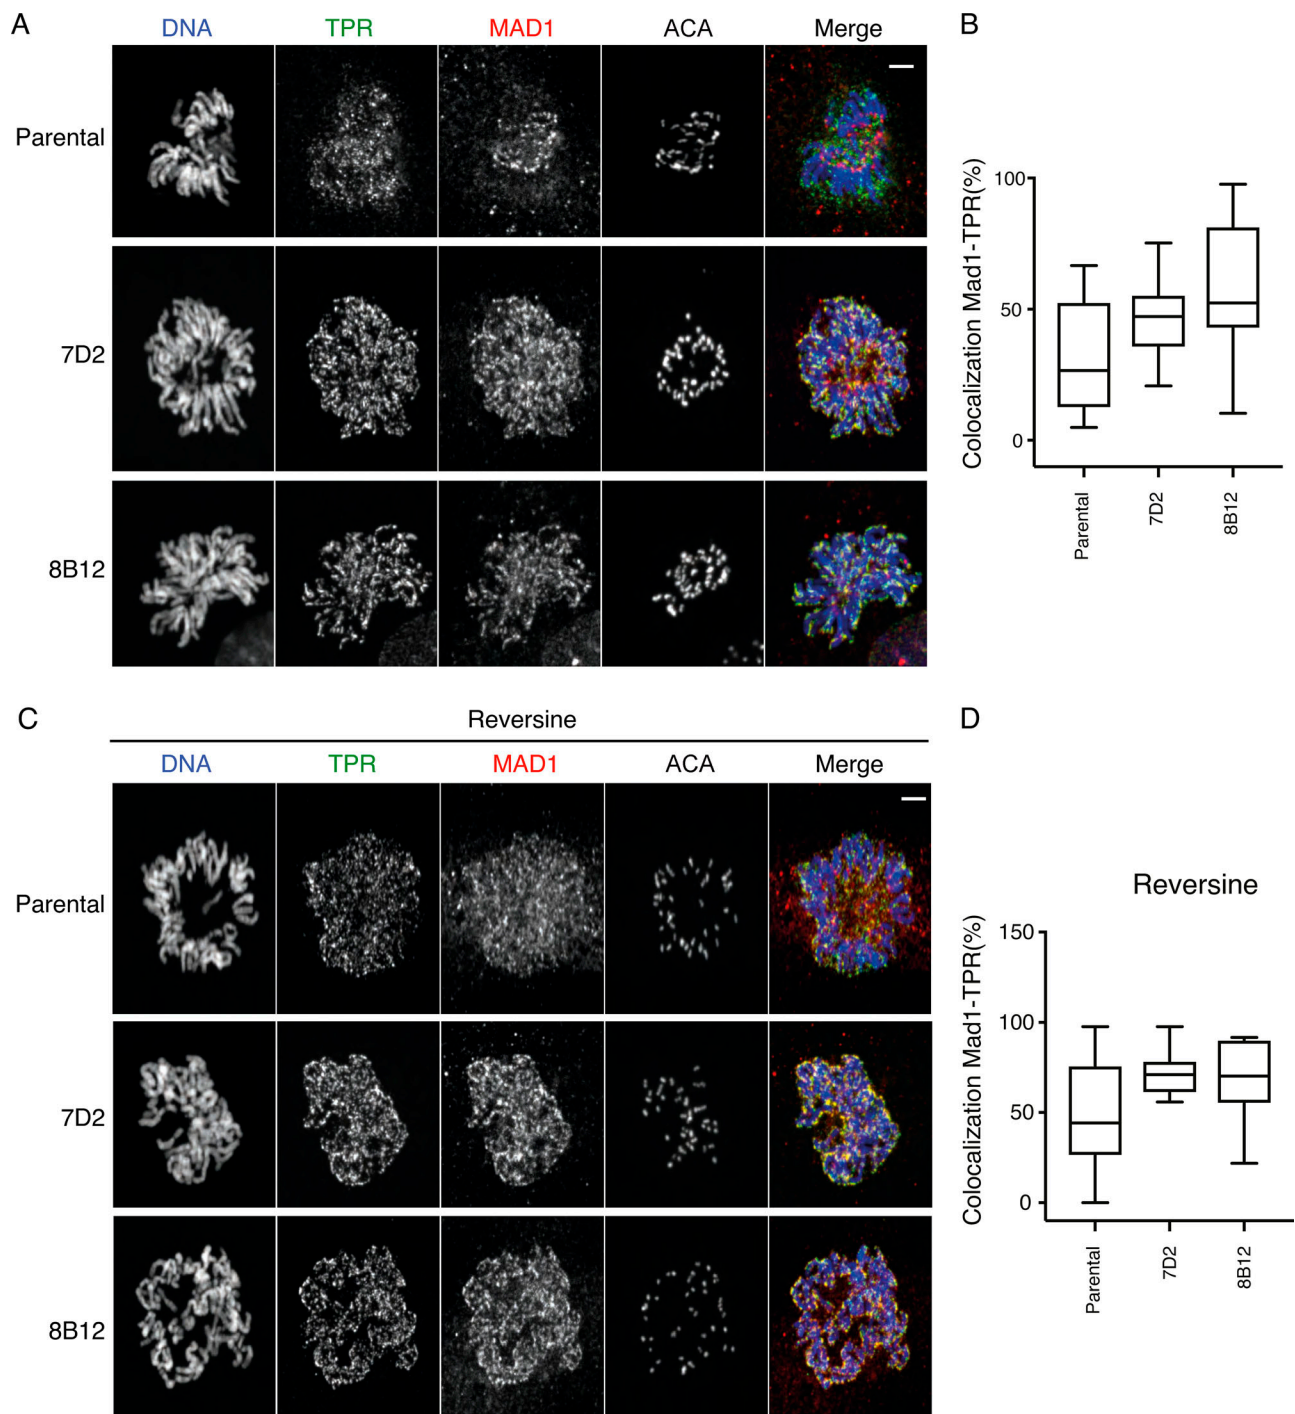 A
DNA TPR MAD1 ACA Merge
Parental
7D2
8B12
B
Colocalization Mad1-TPR(%)
100
50
0
Parental
7D2
8B12
C
Reversine
DNA TPR MAD1 ACA Merge
Parental
7D2
8B12
D
Reversine
Colocalization Mad1-TPR(%)
150
100
50
0
Parental
7D2
8B12